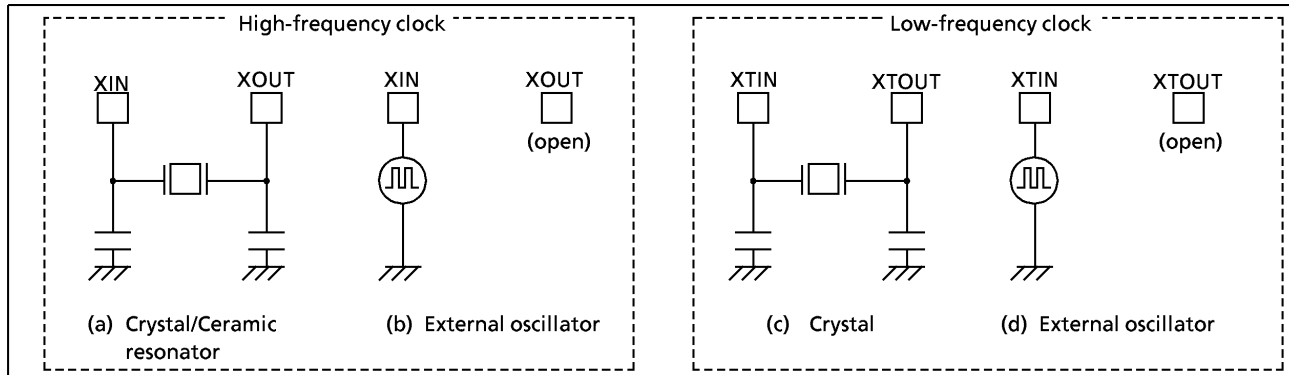 High-frequency clock
XIN
XOUT
XIN
XOUT
(open)
(a) Crystal/Ceramic
resonator
(b) External oscillator
Low-frequency clock
XTIN
XTOUT
XTIN
XTOUT
(open)
(c) Crystal
(d) External oscillator